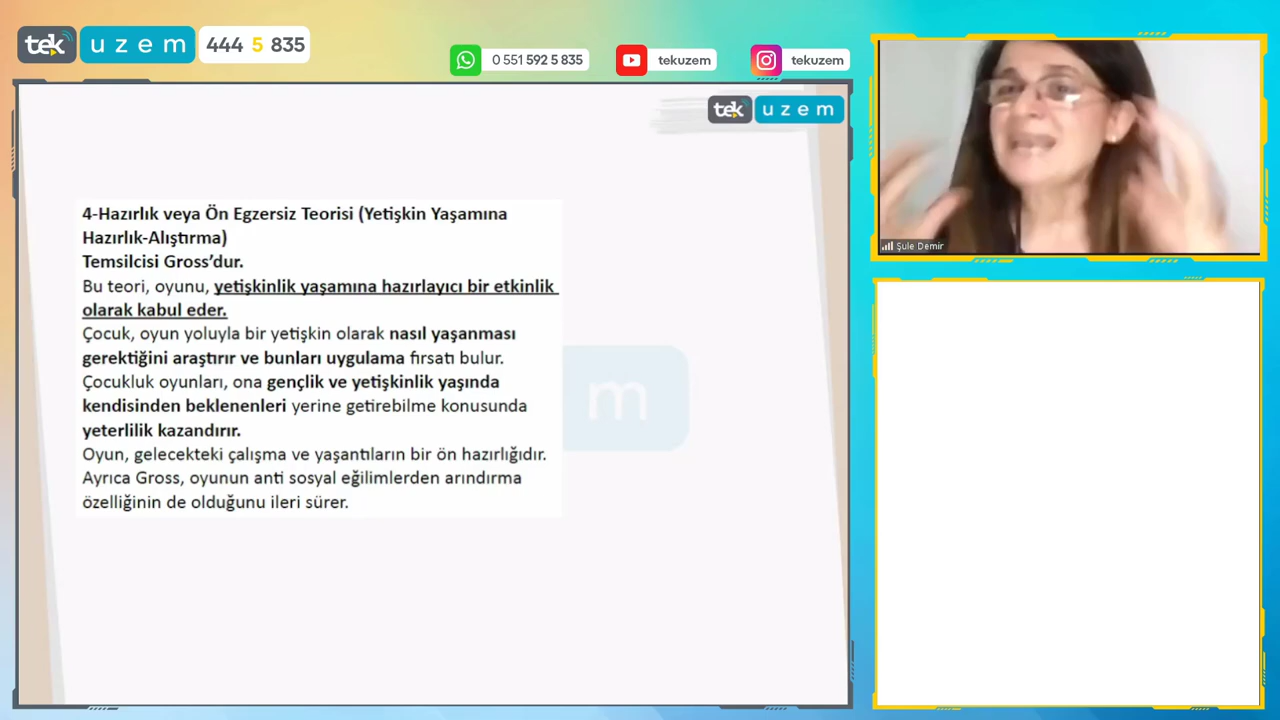 tek uzem 444 5 835
0 551 592 5 835
tekuzem
tekuzem
tek uzem
4-Hazırlık veya Ön Egzersiz Teorisi (Yetişkin Yaşamına
Hazırlık-Alıştırma)
Temsilcisi Gross’dur.
Bu teori, oyunu, yetişkinlik yaşamına hazırlayıcı bir etkinlik
olarak kabul eder.
Çocuk, oyun yoluyla bir yetişkin olarak nasıl yaşanması
gerektiğini araştırır ve bunları uygulama fırsatı bulur.
Çocukluk oyunları, ona gençlik ve yetişkinlik yaşında
kendisinden beklenenleri yerine getirebilme konusunda
yeterlilik kazandırır.
Oyun, gelecekteki çalışma ve yaşantıların bir ön hazırlığıdır.
Ayrıca Gross, oyunun anti sosyal eğilimlerden arındırma
özelliğinin de olduğunu ileri sürer.
m
Şule Demir